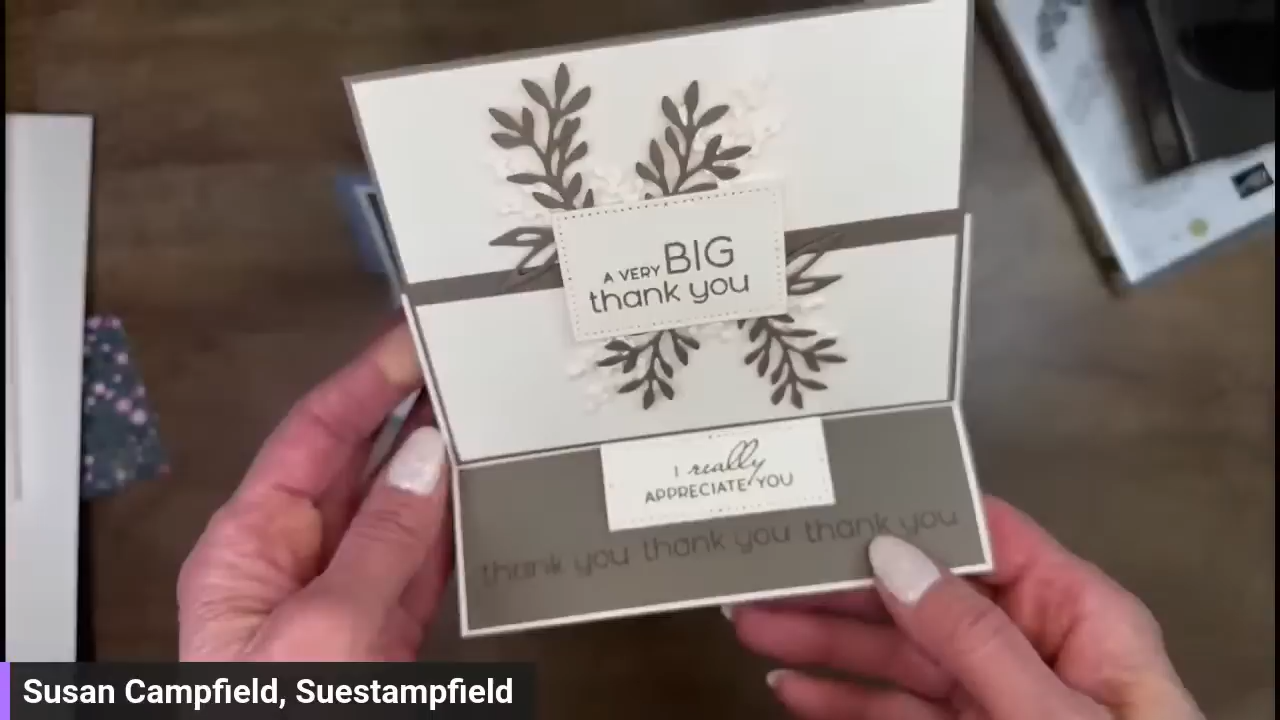 A VERY BIG
thank you
I really
APPRECIATE YOU
thank you thank you thank you
Susan Campfield, Suestampfield